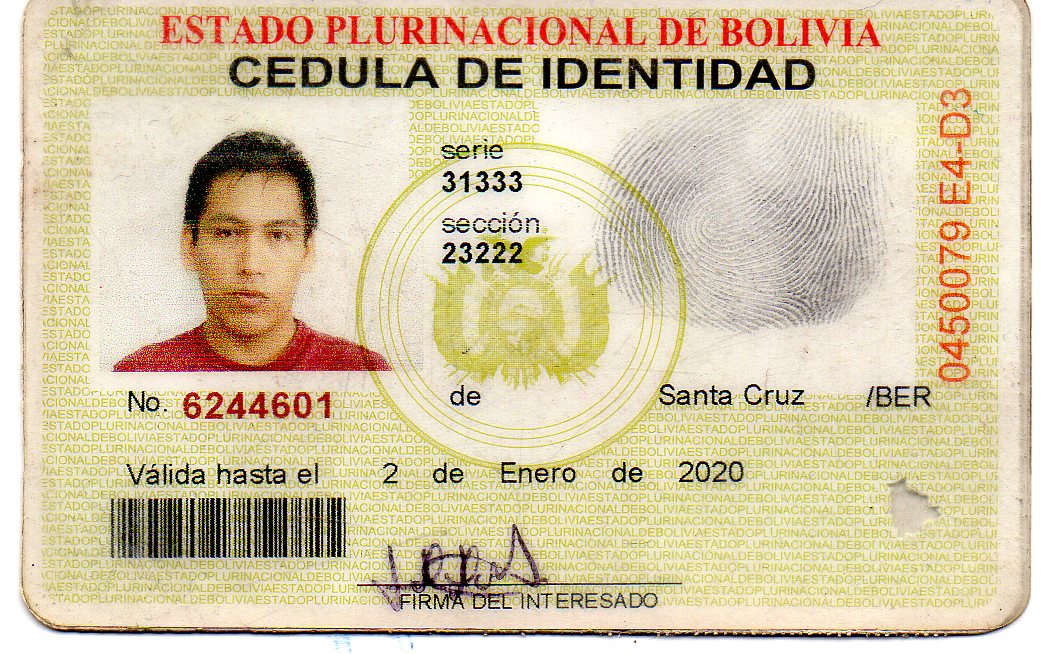 ESTADO PLURINACIONAL DE BOLIVIA
CEDULA DE IDENTIDAD
serie
31333
sección
23222
0450079 E4-D3
No. 6244601 de Santa Cruz /BER
Válida hasta el 2 de Enero de 2020
FIRMA DEL INTERESADO